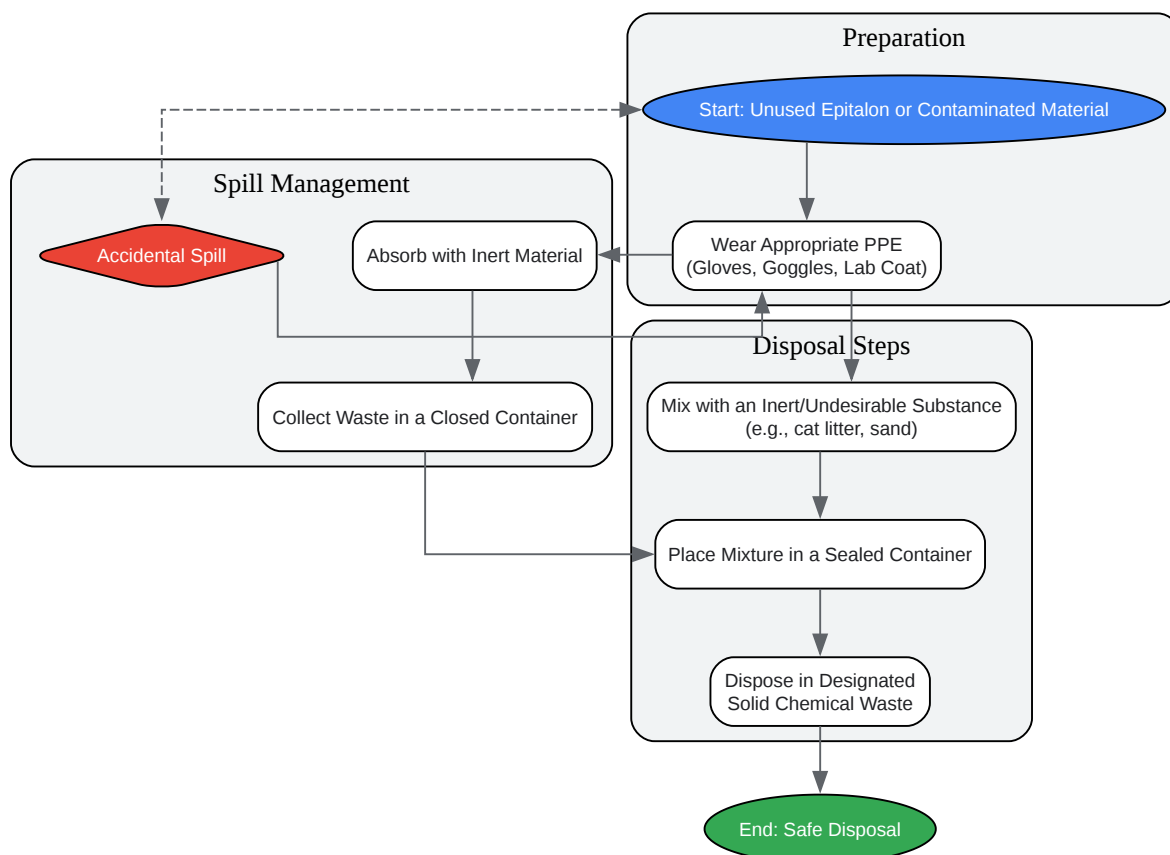 Preparation
Start: Unused Epitalon or Contaminated Material
Wear Appropriate PPE
(Gloves, Goggles, Lab Coat)
Spill Management
Accidental Spill
Absorb with Inert Material
Collect Waste in a Closed Container
Disposal Steps
Mix with an Inert/Undesirable Substance
(e.g., cat litter, sand)
Place Mixture in a Sealed Container
Dispose in Designated
Solid Chemical Waste
End: Safe Disposal